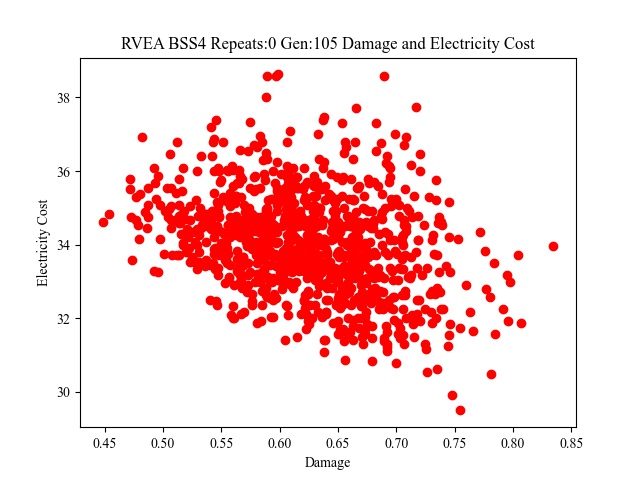 RVEA BSS4 Repeats:0 Gen:105 Damage and Electricity Cost
38
36
34
32
30
Electricity Cost
0.45 0.50 0.55 0.60 0.65 0.70 0.75 0.80 0.85
Damage